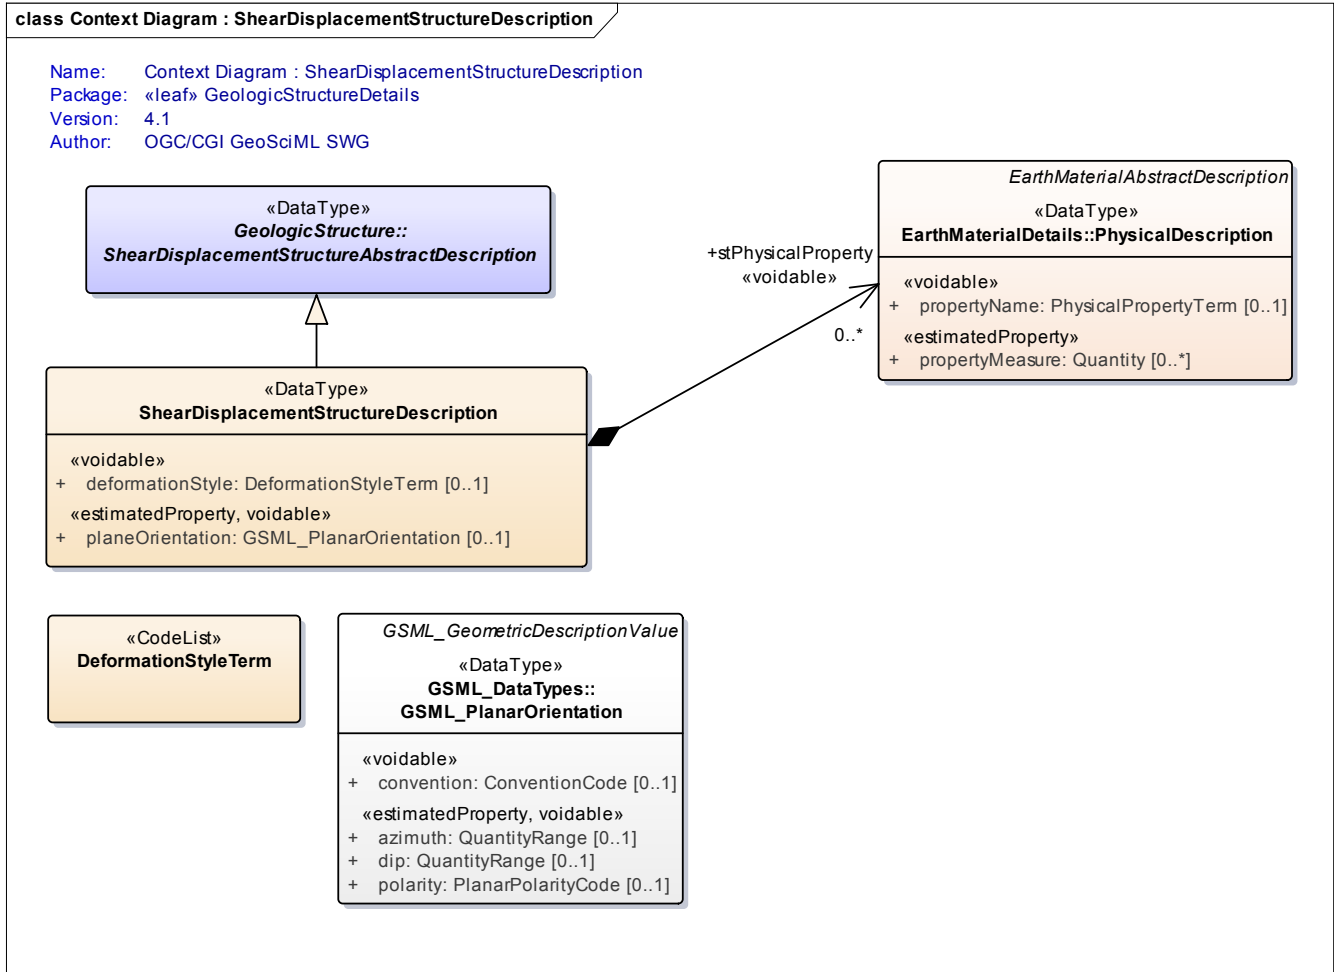 class Context Diagram : ShearDisplacementStructureDescription
Name: Context Diagram : ShearDisplacementStructureDescription
Package: «leaf» GeologicStructureDetails
Version: 4.1
Author: OGC/CGI GeoSciML SWG
«DataType»
GeologicStructure::
ShearDisplacementStructureAbstractDescription
EarthMaterialAbstractDescription
«DataType»
EarthMaterialDetails::PhysicalDescription
«voidable»
+ propertyName: PhysicalPropertyTerm [0..1]
«estimatedProperty»
+ propertyMeasure: Quantity [0..*]
+stPhysicalProperty
«voidable»
0..*
«DataType»
ShearDisplacementStructureDescription
«voidable»
+ deformationStyle: DeformationStyleTerm [0..1]
«estimatedProperty, voidable»
+ planeOrientation: GSML_PlanarOrientation [0..1]
«CodeList»
DeformationStyleTerm
GSML_GeometricDescriptionValue
«DataType»
GSML_DataTypes::
GSML_PlanarOrientation
«voidable»
+ convention: ConventionCode [0..1]
«estimatedProperty, voidable»
+ azimuth: QuantityRange [0..1]
+ dip: QuantityRange [0..1]
+ polarity: PlanarPolarityCode [0..1]